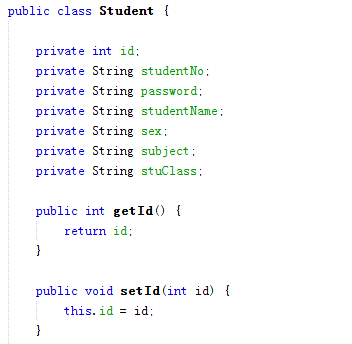 public class Student {
private int id;
private String studentNo;
private String password;
private String studentName;
private String sex;
private String subject;
private String stuClass;
public int getId() {
return id;
}
public void setId(int id) {
this.id = id;
}